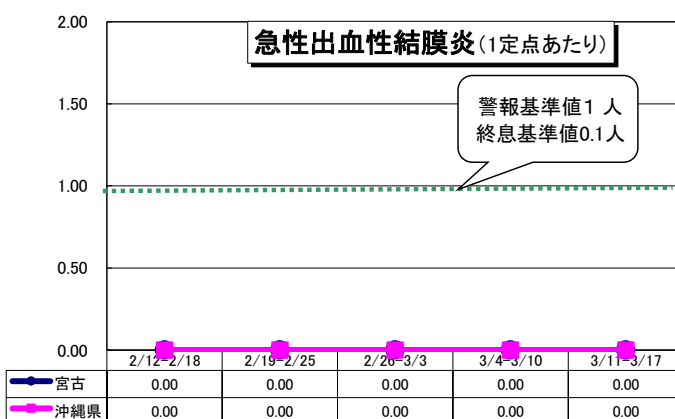 2.00
急性出血性結膜炎(1定点あたり)
1.50
警報基準値1 人
終息基準値0.1人
1.00
0.50
0.00
2/12-2/18 2/19-2/25 2/26-3/3 3/4-3/10 3/11-3/17
宮古 0.00 0.00 0.00 0.00 0.00
沖縄県 0.00 0.00 0.00 0.00 0.00